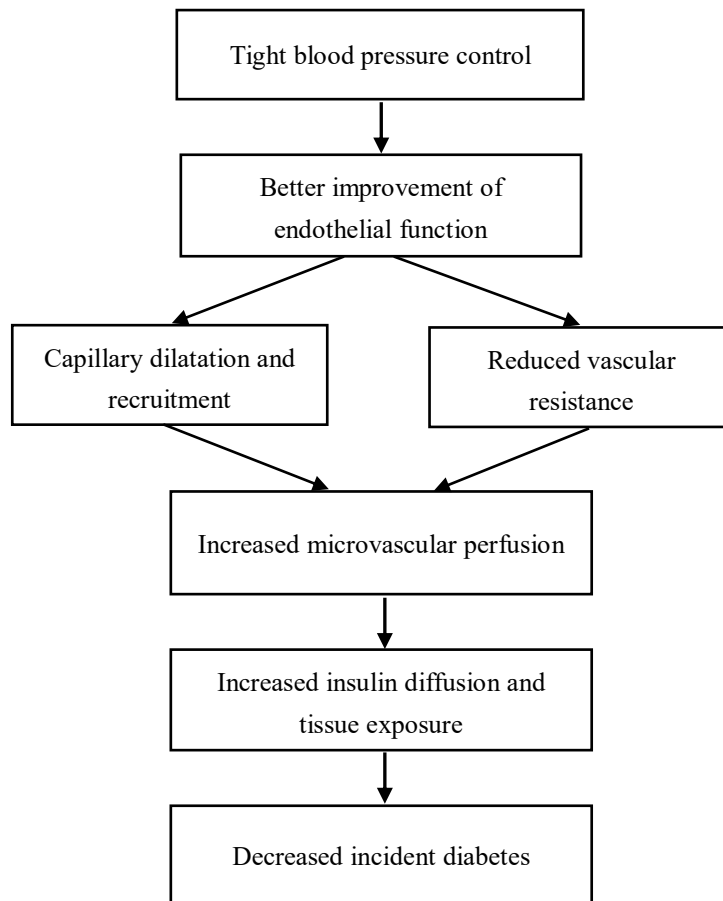 Tight blood pressure control
Better improvement of
endothelial function
Capillary dilatation and
recruitment
Reduced vascular
resistance
Increased microvascular perfusion
Increased insulin diffusion and
tissue exposure
Decreased incident diabetes